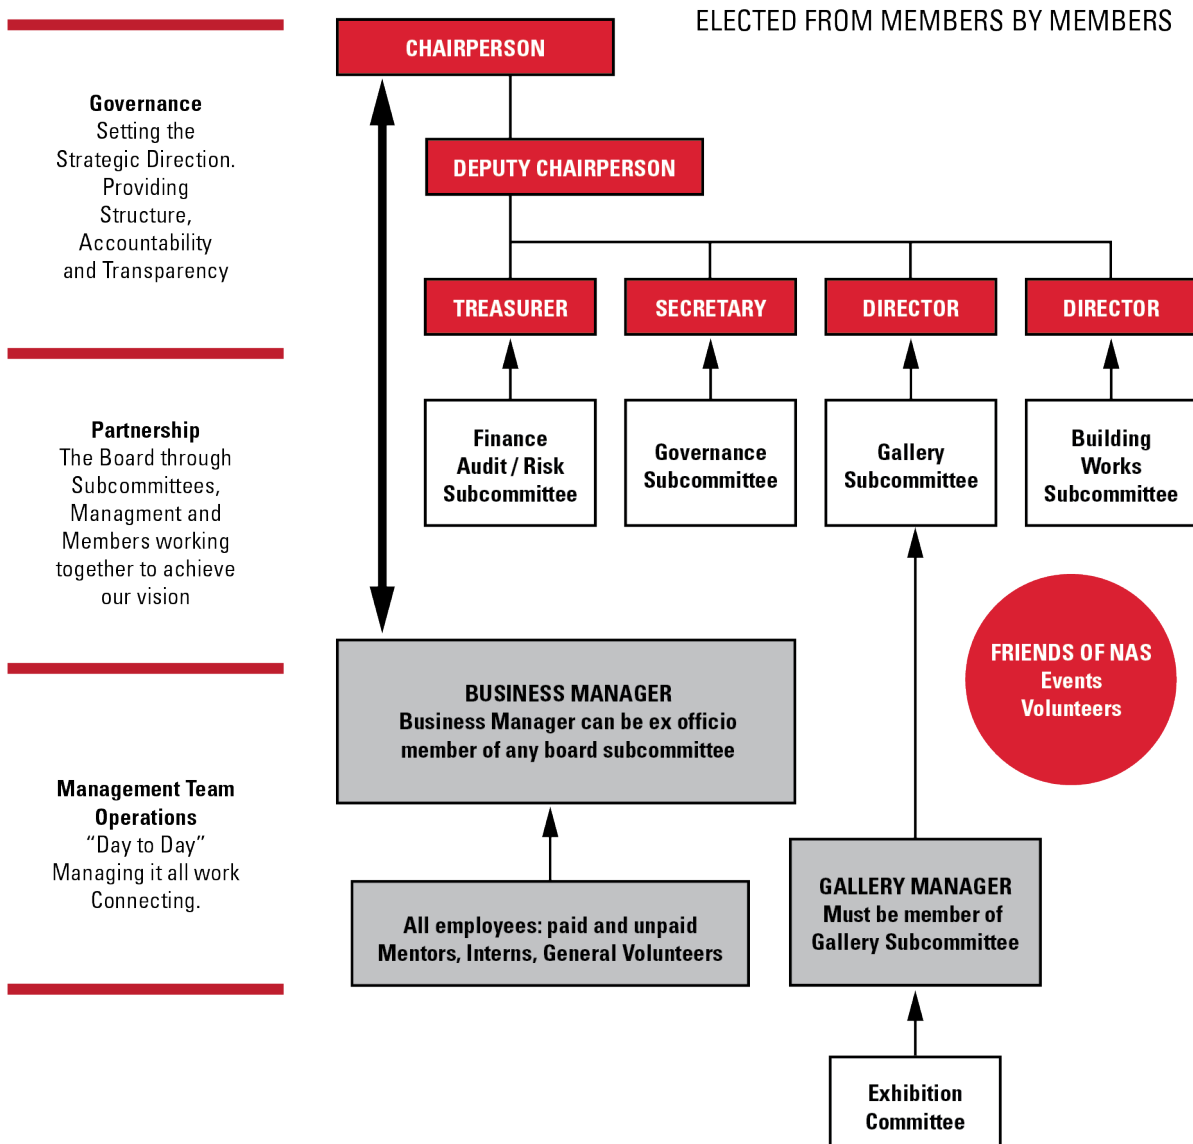 ELECTED FROM MEMBERS BY MEMBERS
CHAIRPERSON
DEPUTY CHAIRPERSON
TREASURER
SECRETARY
DIRECTOR
DIRECTOR
Governance
Setting the
Strategic Direction.
Providing
Structure,
Accountability
and Transparency
Finance
Audit / Risk
Subcommittee
Governance
Subcommittee
Gallery
Subcommittee
Building
Works
Subcommittee
Partnership
The Board through
Subcommittees,
Managment and
Members working
together to achieve
our vision
FRIENDS OF NAS
Events
Volunteers
BUSINESS MANAGER
Business Manager can be ex officio
member of any board subcommittee
Management Team
Operations
“Day to Day”
Managing it all work
Connecting.
All employees: paid and unpaid
Mentors, Interns, General Volunteers
GALLERY MANAGER
Must be member of
Gallery Subcommittee
Exhibition
Committee